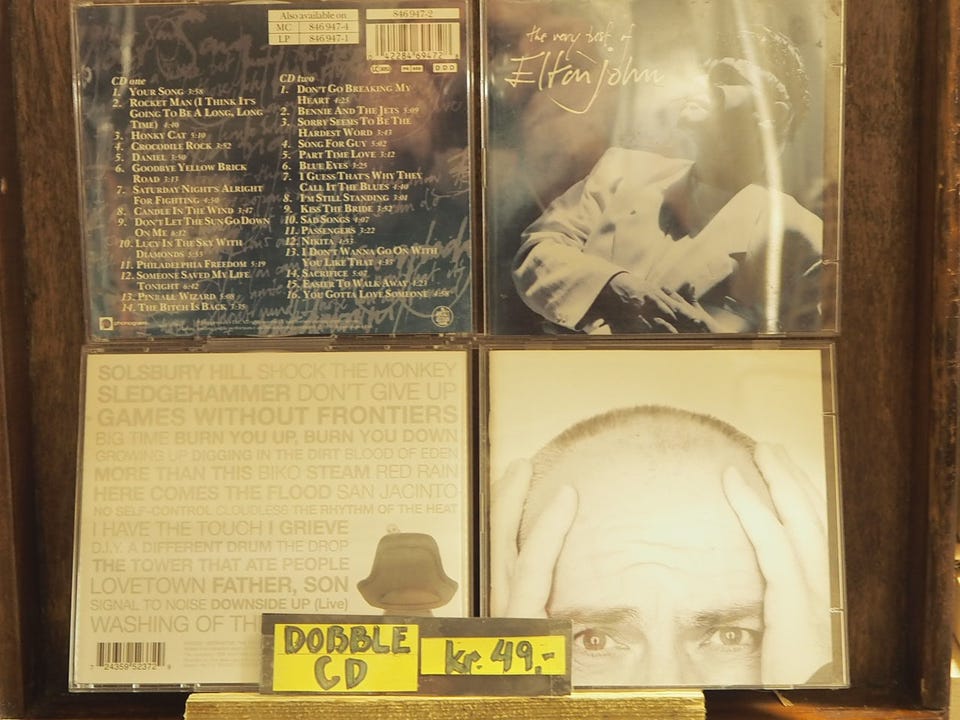 Also available on
MC 846 947-4
LP 846 947-1
846 947-2
CD one
1. YOUR SONG 3:58
2. ROCKET MAN (I THINK IT'S
GOING TO BE A LONG, LONG
TIME) 4:40
3. HONKY CAT 5:10
4. CROCODILE ROCK 3:52
5. DANIEL 3:50
6. GOODBYE YELLOW BRICK
ROAD 3:13
7. SATURDAY NIGHT'S ALRIGHT
FOR FIGHTING 4:50
8. CANDLE IN THE WIND 3:47
9. DON'T LET THE SUN GO DOWN
ON ME 6:12
10. LUCY IN THE SKY WITH
DIAMONDS 5:55
11. PHILADELPHIA FREEDOM 5:19
12. SOMEONE SAVED MY LIFE
TONIGHT 6:42
13. PINBALL WIZARD 5:08
14. THE BITCH IS BACK 3:35
CD two
1. DON'T GO BREAKING MY
HEART 4:25
2. BENNIE AND THE JETS 5:09
3. SORRY SEEMS TO BE THE
HARDEST WORD 3:43
4. SONG FOR GUY 5:02
5. PART TIME LOVE 3:12
6. BLUE EYES 3:25
7. I GUESS THAT'S WHY THEY
CALL IT THE BLUES 4:40
8. I'M STILL STANDING 3:01
9. KISS THE BRIDE 3:52
10. SAD SONGS 4:07
11. PASSENGERS 3:22
12. NIKITA 4:53
13. I DON'T WANNA GO ON WITH
YOU LIKE THAT 4:35
14. SACRIFICE 5:07
15. EASIER TO WALK AWAY 4:23
16. YOU GOTTA LOVE SOMEONE 4:58
phonogram
the very best of
Elton John
SOLSBURY HILL SHOCK THE MONKEY
SLEDGEHAMMER DON'T GIVE UP
GAMES WITHOUT FRONTIERS
BIG TIME BURN YOU UP, BURN YOU DOWN
GROWING UP DIGGING IN THE DIRT BLOOD OF EDEN
MORE THAN THIS BIKO STEAM RED RAIN
HERE COMES THE FLOOD SAN JACINTO
NO SELF-CONTROL CLOUDLESS THE RHYTHM OF THE HEAT
I HAVE THE TOUCH I GRIEVE
D.I.Y. A DIFFERENT DRUM THE DROP
THE TOWER THAT ATE PEOPLE
LOVETOWN FATHER, SON
SIGNAL TO NOISE DOWNSIDE UP (Live)
WASHING OF THE
7 24359 52372 9
DOBBLE
CD
kr. 49.-